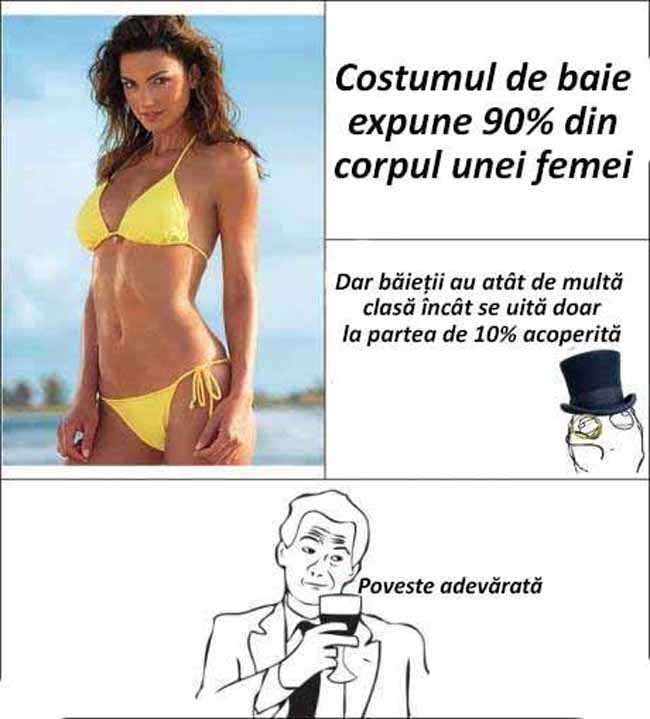 Costumul de baie
expune 90% din
corpul unei femei
Dar băieții au atât de multă
clasă încât se uită doar
la partea de 10% acoperită
Poveste adevărată